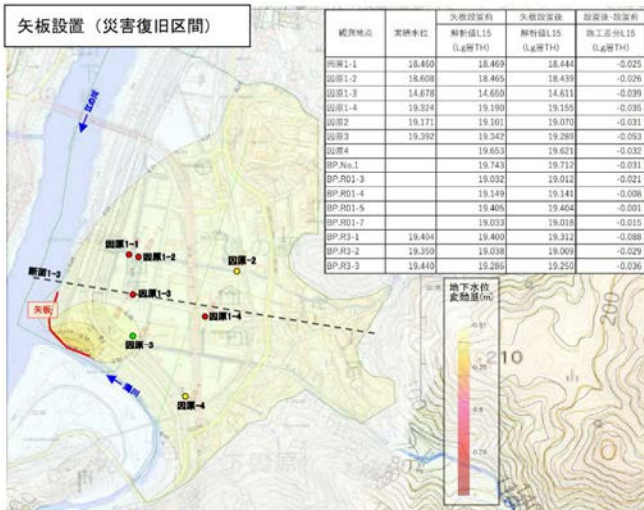 矢板設置（災害復旧区間）
観測地点 実績水位 矢板設置前 解析値L15 (Lg層TH) 矢板設置後 解析値L15 (Lg層TH) 設置後-設置前 施工差分L15 (Lg層TH)
因原1-1 18.460 18.469 18.444 -0.025
因原1-2 18.608 18.465 18.439 -0.026
因原1-3 14.678 14.650 14.611 -0.039
因原1-4 19.324 19.190 19.155 -0.035
因原2 19.171 19.101 19.070 -0.031
因原3 19.392 19.342 19.289 -0.053
因原4 19.653 19.621 -0.032
BP.No.1 19.743 19.712 -0.031
BP.R01-3 19.032 19.012 -0.021
BP.R01-4 19.149 19.141 -0.008
BP.R01-5 19.405 19.404 -0.001
BP.R01-7 19.033 19.018 -0.015
BP.R3-1 19.404 19.400 19.312 -0.088
BP.R3-2 19.350 19.038 19.009 -0.029
BP.R3-3 19.440 19.286 19.250 -0.036
江の川
因原1-1
因原1-2
因原-2
断面1-3
因原1-3
矢板
因原1-4
因原-3
因原-4
濁川
地下水位
変動量(m)
200
210